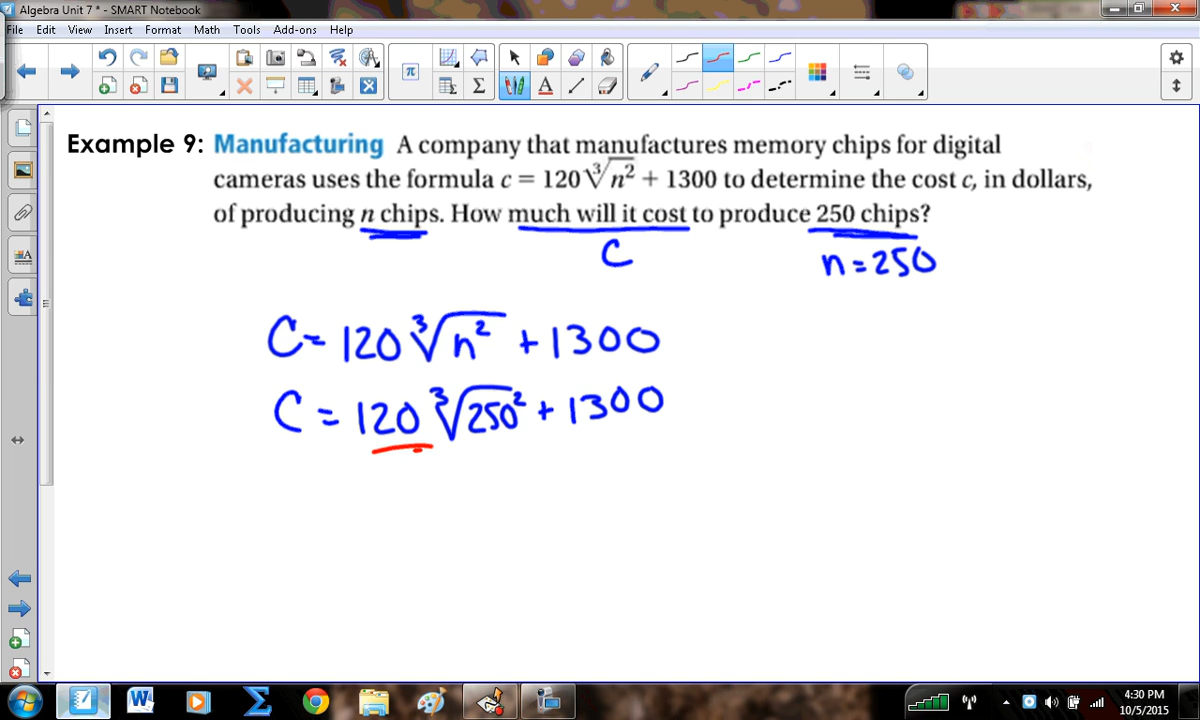 Algebra Unit 7 * - SMART Notebook
File Edit View Insert Format Math Tools Add-ons Help
Example 9: Manufacturing A company that manufactures memory chips for digital
cameras uses the formula c = 120∛n² + 1300 to determine the cost c, in dollars,
of producing n chips. How much will it cost to produce 250 chips?
C
n = 250
C = 120 ∛n² + 1300
C = 120 ∛250² + 1300
4:30 PM
10/5/2015